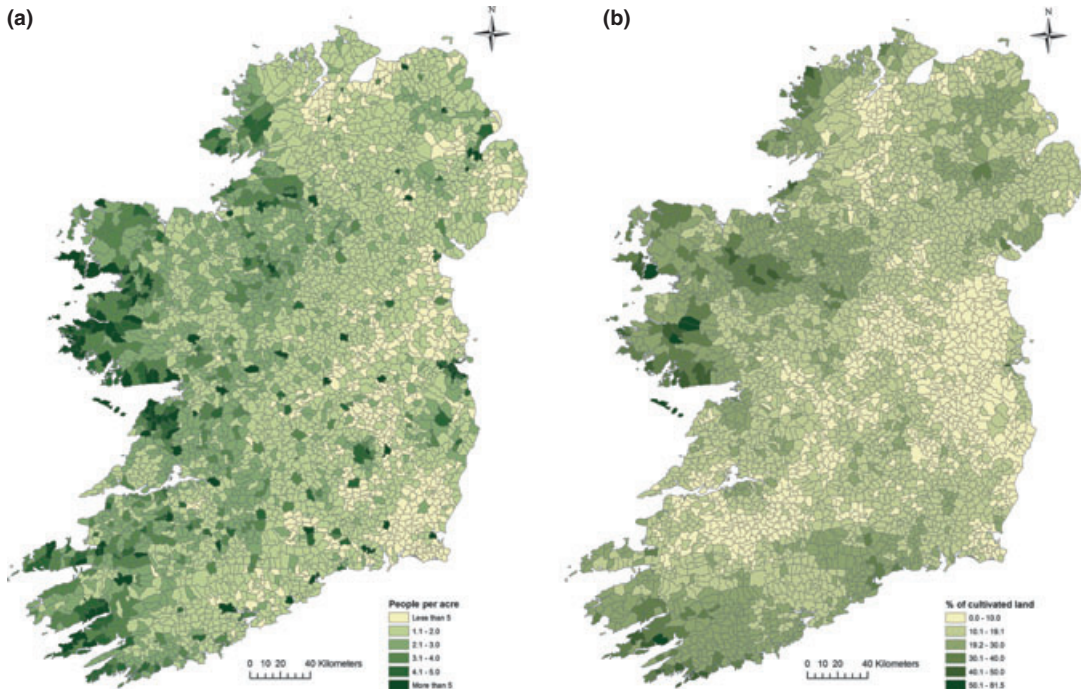 (a)
N
People per acre
Less than 5
1.1 - 2.0
2.1 - 3.0
3.1 - 4.0
4.1 - 5.0
More than 5
0 10 20 40 Kilometers
(b)
N
% of cultivated land
0.0 - 10.0
10.1 - 19.1
19.2 - 30.0
30.1 - 40.0
40.1 - 50.0
50.1 - 81.5
0 10 20 40 Kilometers